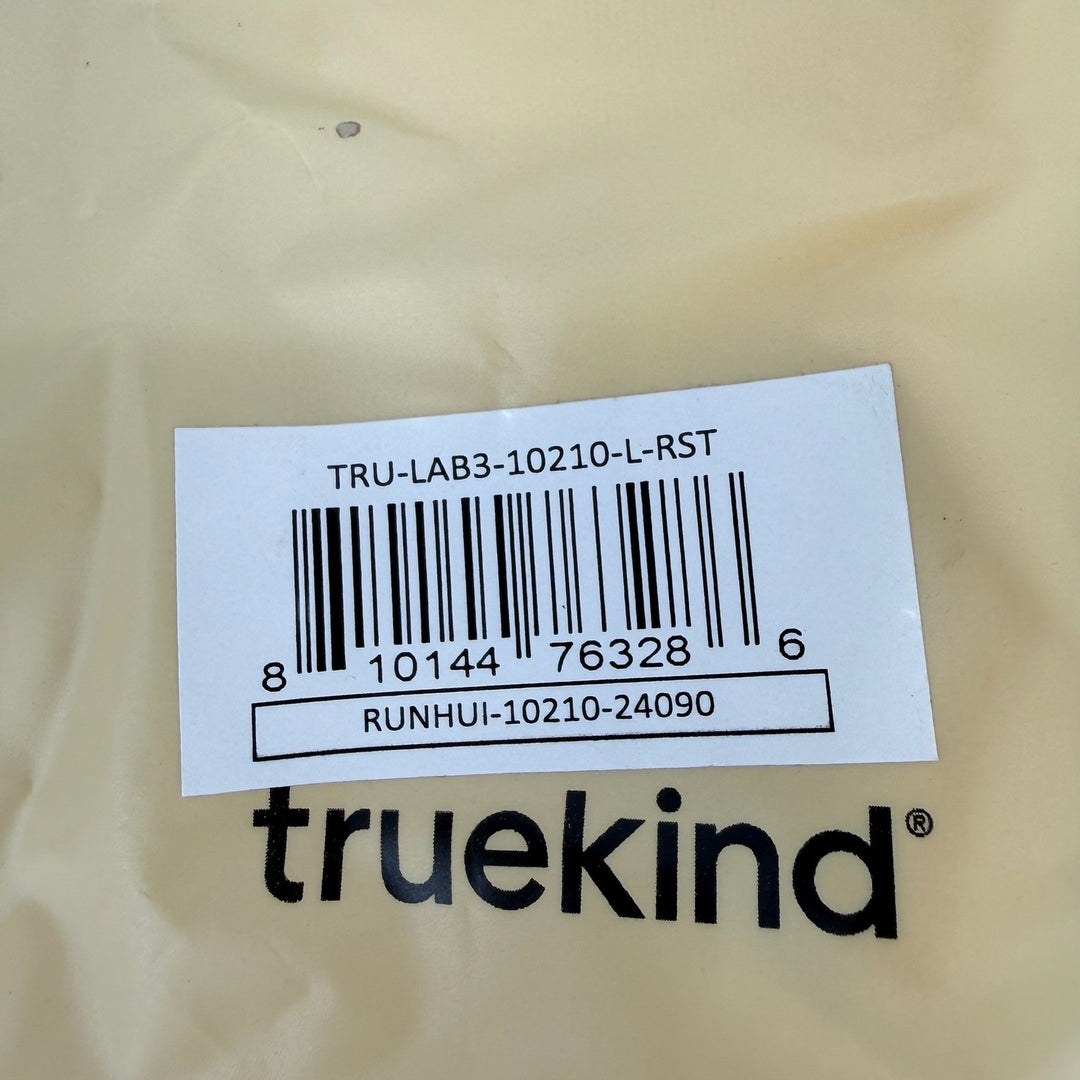 TRU-LAB3-10210-L-RST
8 10144 76328 6
RUNHUI-10210-24090
truekind®